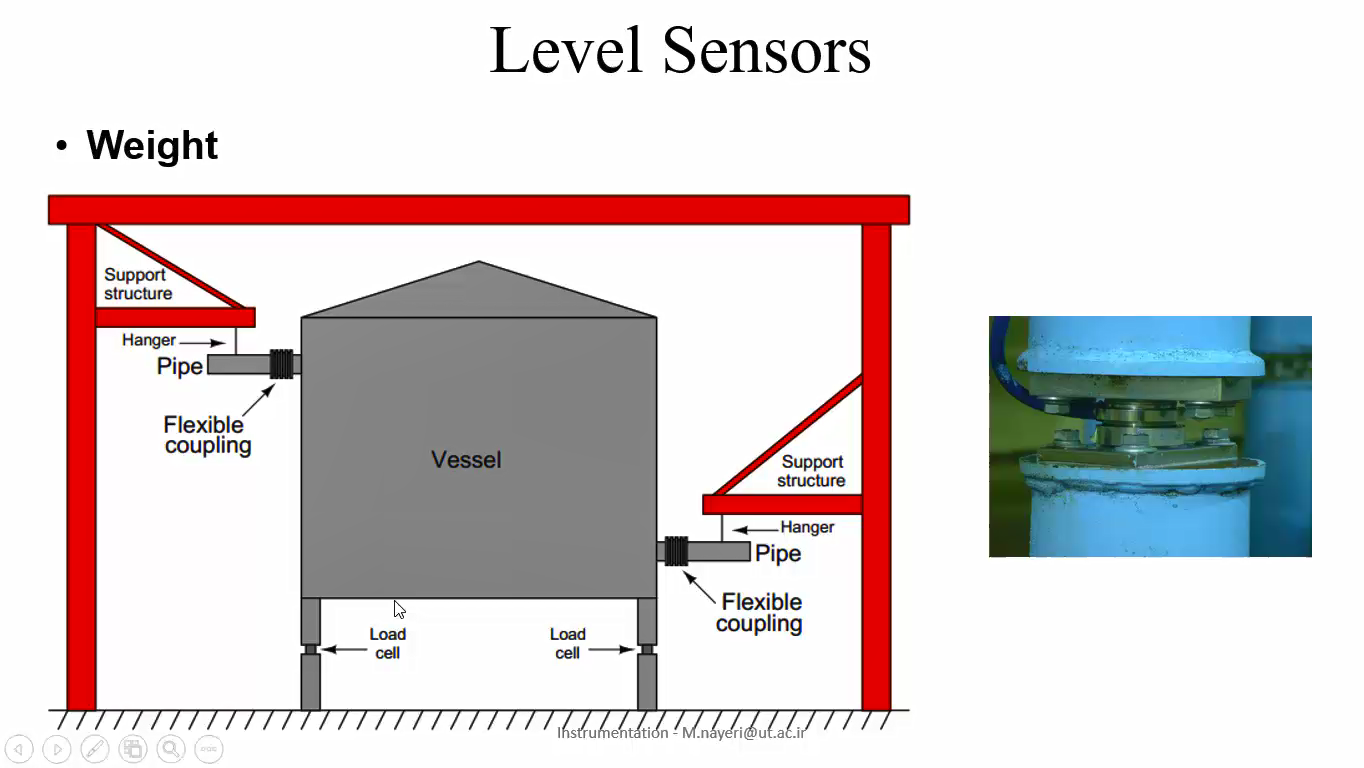 Level Sensors
• Weight
Support
structure
Hanger
Pipe
Flexible
coupling
Vessel
Support
structure
Hanger
Pipe
Flexible
coupling
Load
cell
Load
cell
Instrumentation - M.nayeri@ut.ac.ir